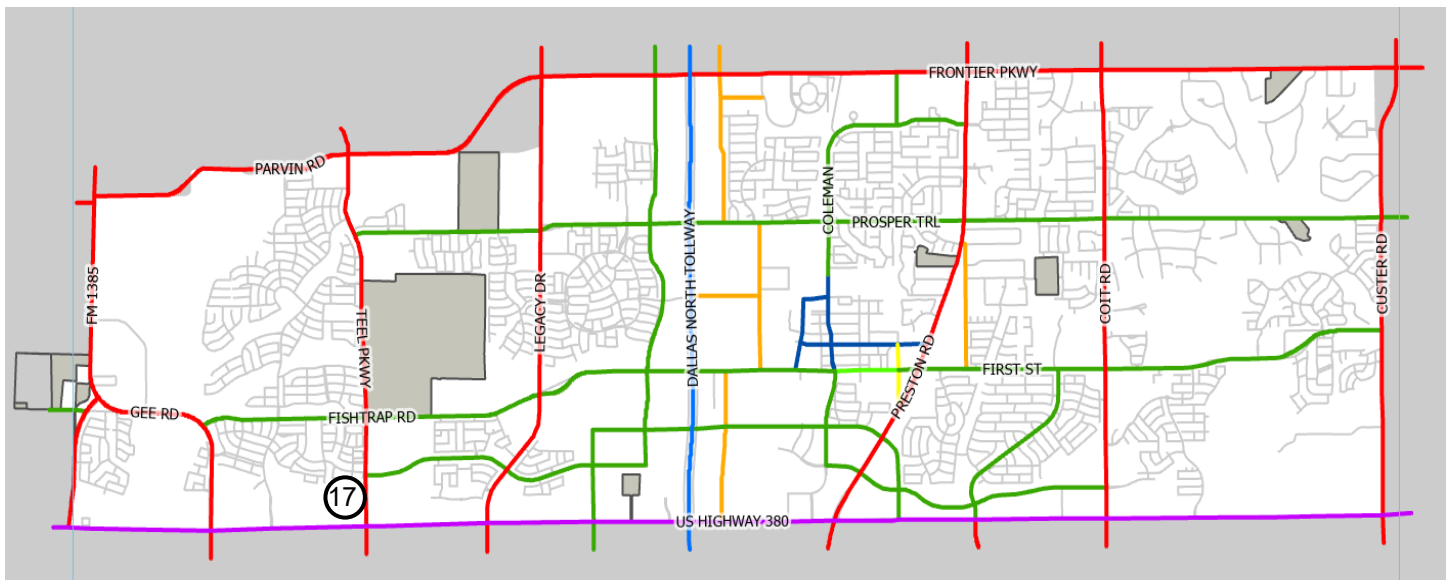 FRONTIER PKWY
PARVIN RD
COLEMAN
PROSPER TRL
DALLAS NORTH TOLLWAY
FM 1385
TEEL PKWY
LEGACY DR
COIT RD
CUSTER RD
PRESTON RD
FIRST ST
GEE RD
FISHTRAP RD
17
US HIGHWAY 380